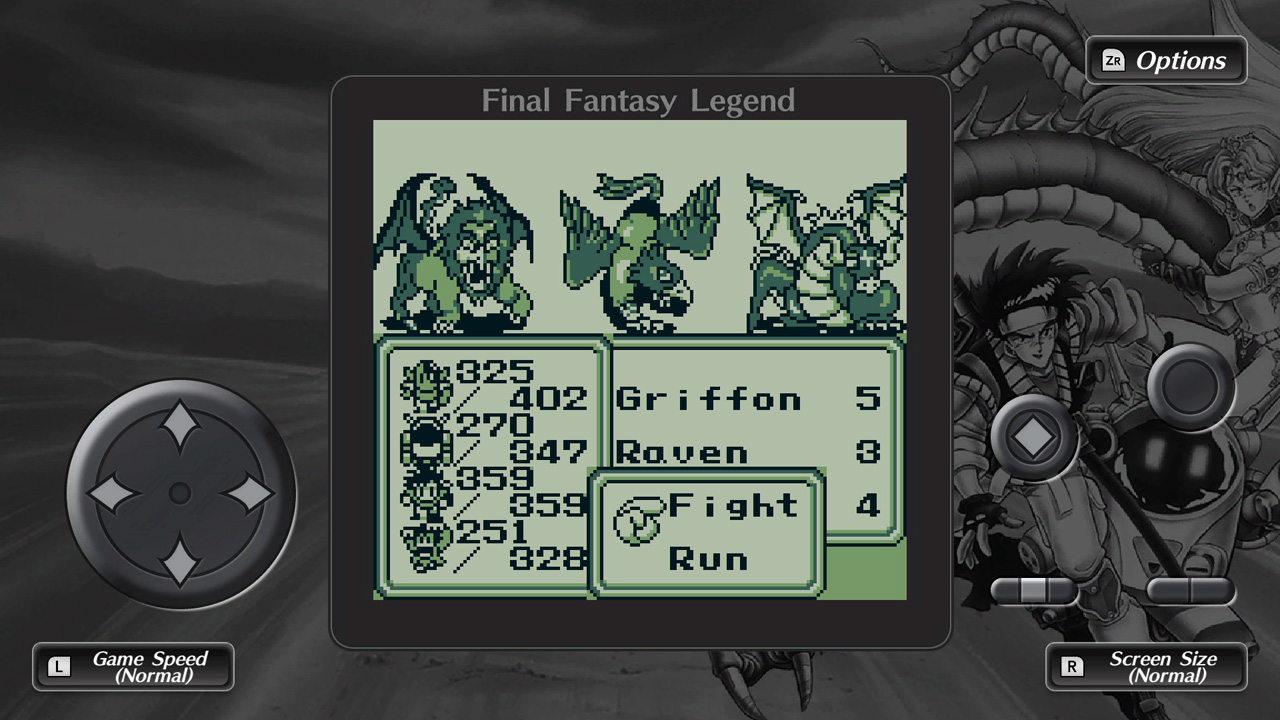 ZR Options
Final Fantasy Legend
325
/ 402
270
/ 347
359
/ 359
251
/ 328
Griffon 5
Raven 3
4
Fight
Run
L Game Speed
(Normal)
R Screen Size
(Normal)